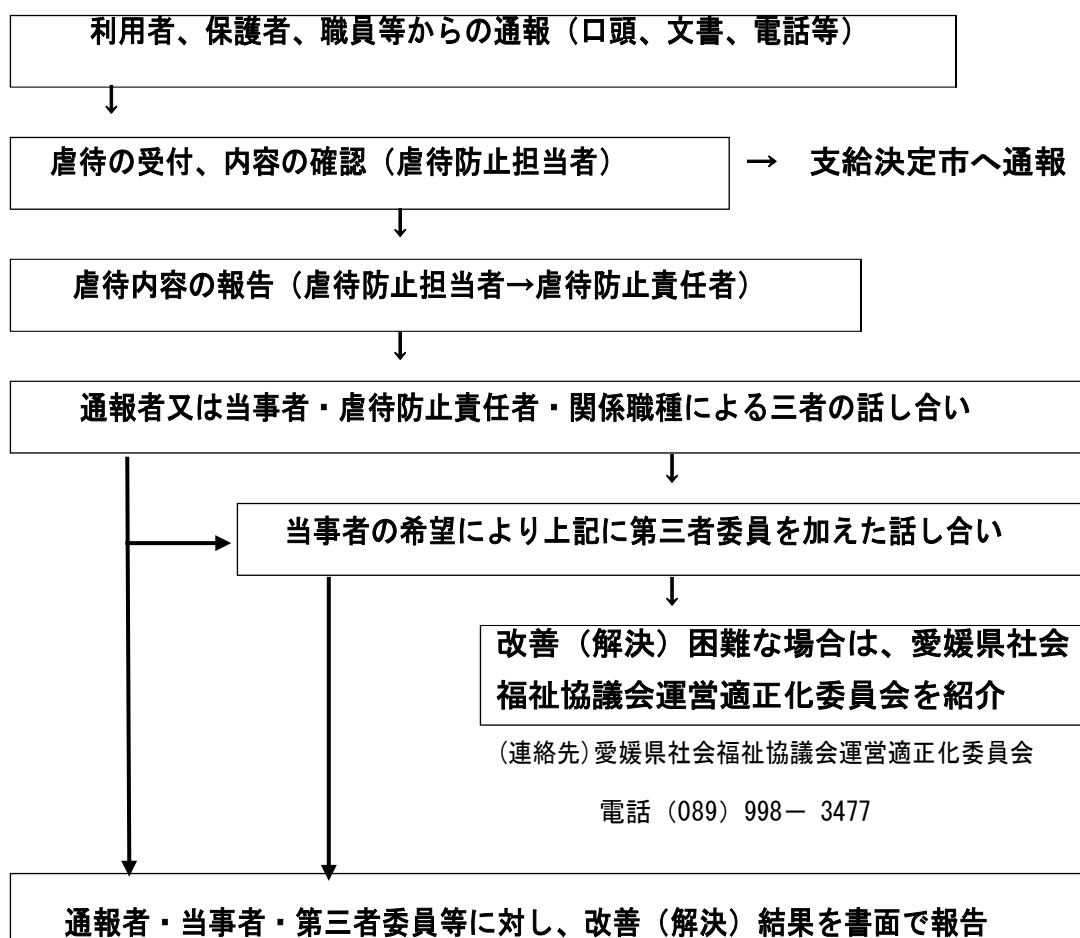 利用者、保護者、職員等からの通報（口頭、文書、電話等）
↓
虐待の受付、内容の確認（虐待防止担当者） → 支給決定市へ通報
↓
虐待内容の報告（虐待防止担当者→虐待防止責任者）
↓
通報者又は当事者・虐待防止責任者・関係職種による三者の話し合い
↓
当事者の希望により上記に第三者委員を加えた話し合い
↓
改善（解決）困難な場合は、愛媛県社会
福祉協議会運営適正化委員会を紹介
(連絡先)愛媛県社会福祉協議会運営適正化委員会
電話（089）998－ 3477
通報者・当事者・第三者委員等に対し、改善（解決）結果を書面で報告